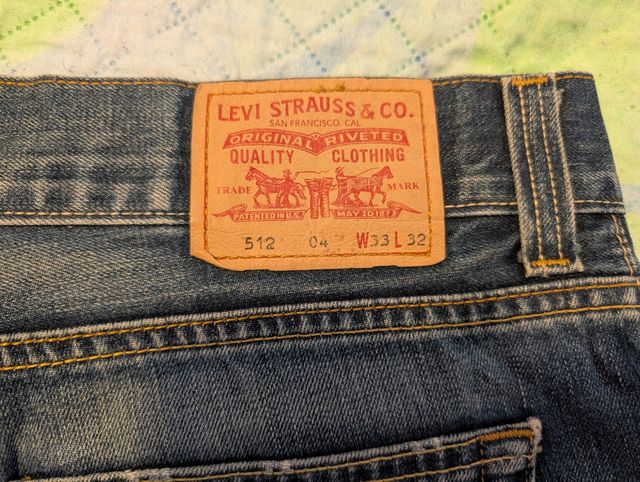 LEVI STRAUSS & CO.
SAN FRANCISCO, CAL.
ORIGINAL RIVETED
QUALITY CLOTHING
TRADE MARK
PATENTED IN U.S. MAY 20 1873
512 04 W33 L32